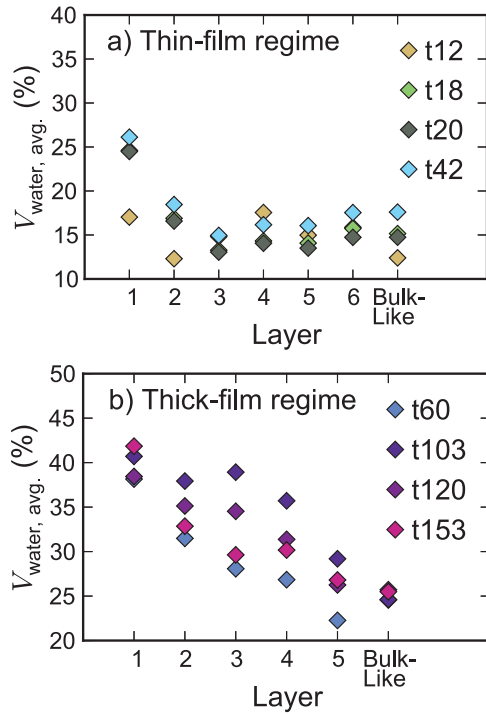 40
35
30
25
20
15
10
V water, avg. (%)
a) Thin-film regime
t12
t18
t20
t42
1 2 3 4 5 6 Bulk-
Like
Layer
50
45
40
35
30
25
20
V water, avg. (%)
b) Thick-film regime
t60
t103
t120
t153
1 2 3 4 5 Bulk-
Like
Layer